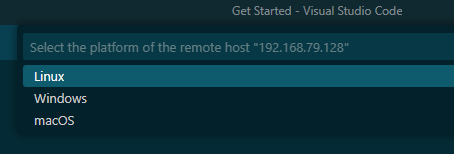 Get Started - Visual Studio Code
Select the platform of the remote host "192.168.79.128"
Linux
Windows
macOS